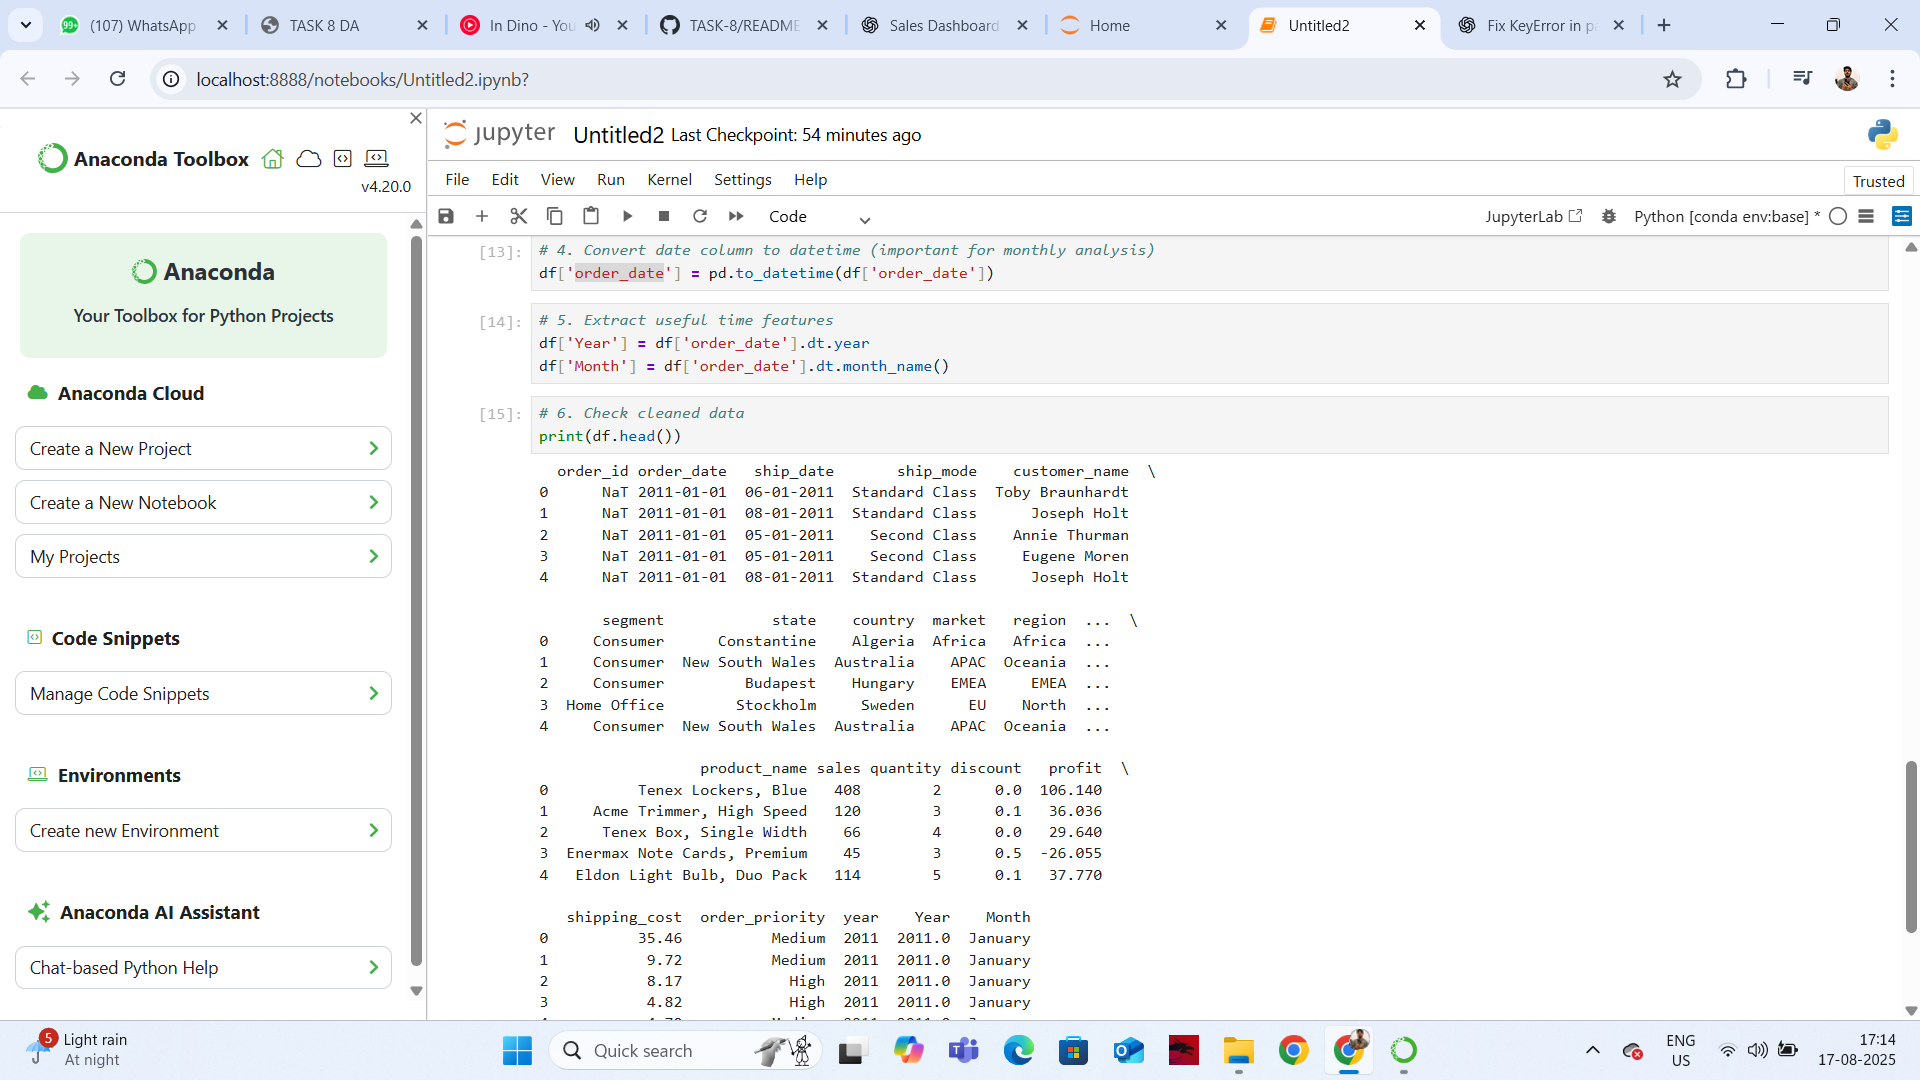 (107) WhatsApp
TASK 8 DA
In Dino - You
TASK-8/README
Sales Dashboard
Home
Untitled2
Fix KeyError in pa
localhost:8888/notebooks/Untitled2.ipynb?
Anaconda Toolbox
v4.20.0
Anaconda
Your Toolbox for Python Projects
Anaconda Cloud
Create a New Project
Create a New Notebook
My Projects
Code Snippets
Manage Code Snippets
Environments
Create new Environment
Anaconda AI Assistant
Chat-based Python Help
jupyter Untitled2 Last Checkpoint: 54 minutes ago
File Edit View Run Kernel Settings Help
Trusted
Code
JupyterLab Python [conda env:base] *
[13]: # 4. Convert date column to datetime (important for monthly analysis)
df['order_date'] = pd.to_datetime(df['order_date'])
[14]: # 5. Extract useful time features
df['Year'] = df['order_date'].dt.year
df['Month'] = df['order_date'].dt.month_name()
[15]: # 6. Check cleaned data
print(df.head())
order_id order_date ship_date ship_mode customer_name \
0 NaT 2011-01-01 06-01-2011 Standard Class Toby Braunhardt
1 NaT 2011-01-01 08-01-2011 Standard Class Joseph Holt
2 NaT 2011-01-01 05-01-2011 Second Class Annie Thurman
3 NaT 2011-01-01 05-01-2011 Second Class Eugene Moren
4 NaT 2011-01-01 08-01-2011 Standard Class Joseph Holt
segment state country market region ... \
0 Consumer Constantine Algeria Africa Africa ...
1 Consumer New South Wales Australia APAC Oceania ...
2 Consumer Budapest Hungary EMEA EMEA ...
3 Home Office Stockholm Sweden EU North ...
4 Consumer New South Wales Australia APAC Oceania ...
product_name sales quantity discount profit \
0 Tenex Lockers, Blue 408 2 0.0 106.140
1 Acme Trimmer, High Speed 120 3 0.1 36.036
2 Tenex Box, Single Width 66 4 0.0 29.640
3 Enermax Note Cards, Premium 45 3 0.5 -26.055
4 Eldon Light Bulb, Duo Pack 114 5 0.1 37.770
shipping_cost order_priority year Year Month
0 35.46 Medium 2011 2011.0 January
1 9.72 Medium 2011 2011.0 January
2 8.17 High 2011 2011.0 January
3 4.82 High 2011 2011.0 January
5
Light rain
At night
Quick search
ENG
US
17:14
17-08-2025